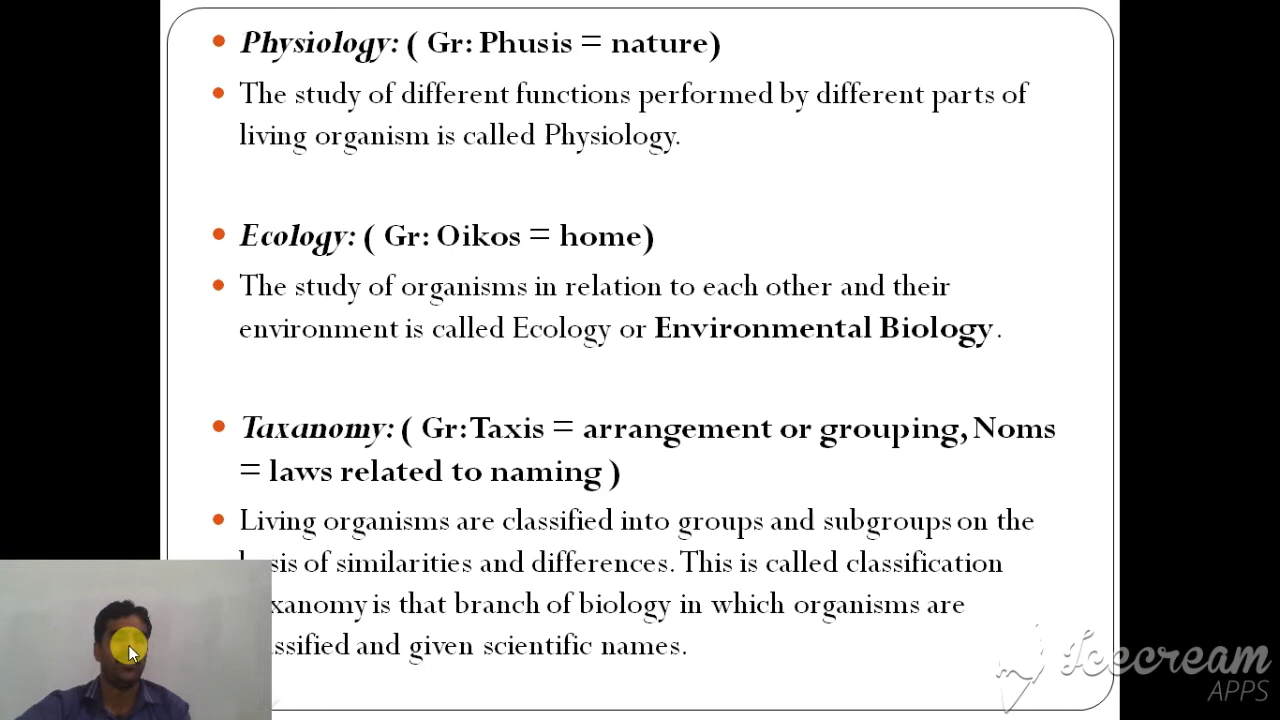 Physiology: ( Gr: Phusis = nature)
The study of different functions performed by different parts of
living organism is called Physiology.
Ecology: ( Gr: Oikos = home)
The study of organisms in relation to each other and their
environment is called Ecology or Environmental Biology.
Taxanomy: ( Gr:Taxis = arrangement or grouping, Noms
= laws related to naming )
Living organisms are classified into groups and subgroups on the
of similarities and differences. This is called classification
is that branch of biology in which organisms are
and given scientific names.
Icecream
APPS